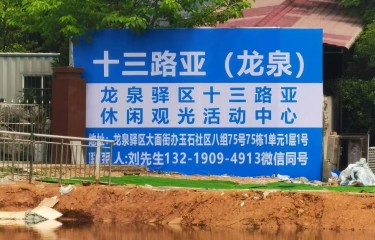 十三路亚（龙泉）
龙泉驿区十三路亚
休闲观光活动中心
地址：龙泉驿区大面街办玉石社区八组75号75栋1单元1层1号
人:刘先生132-1909-4913微信同号